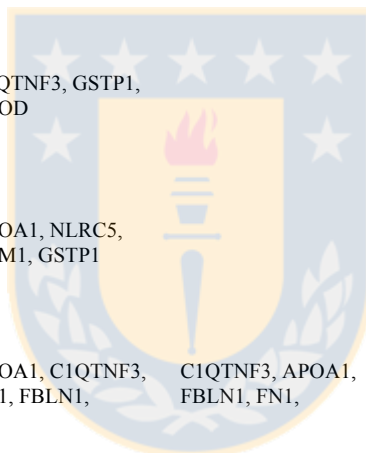 QTNF3, GSTP1,
OD
OA1, NLRC5,
M1, GSTP1
OA1, C1QTNF3,
1, FBLN1,
C1QTNF3, APOA1,
FBLN1, FN1,